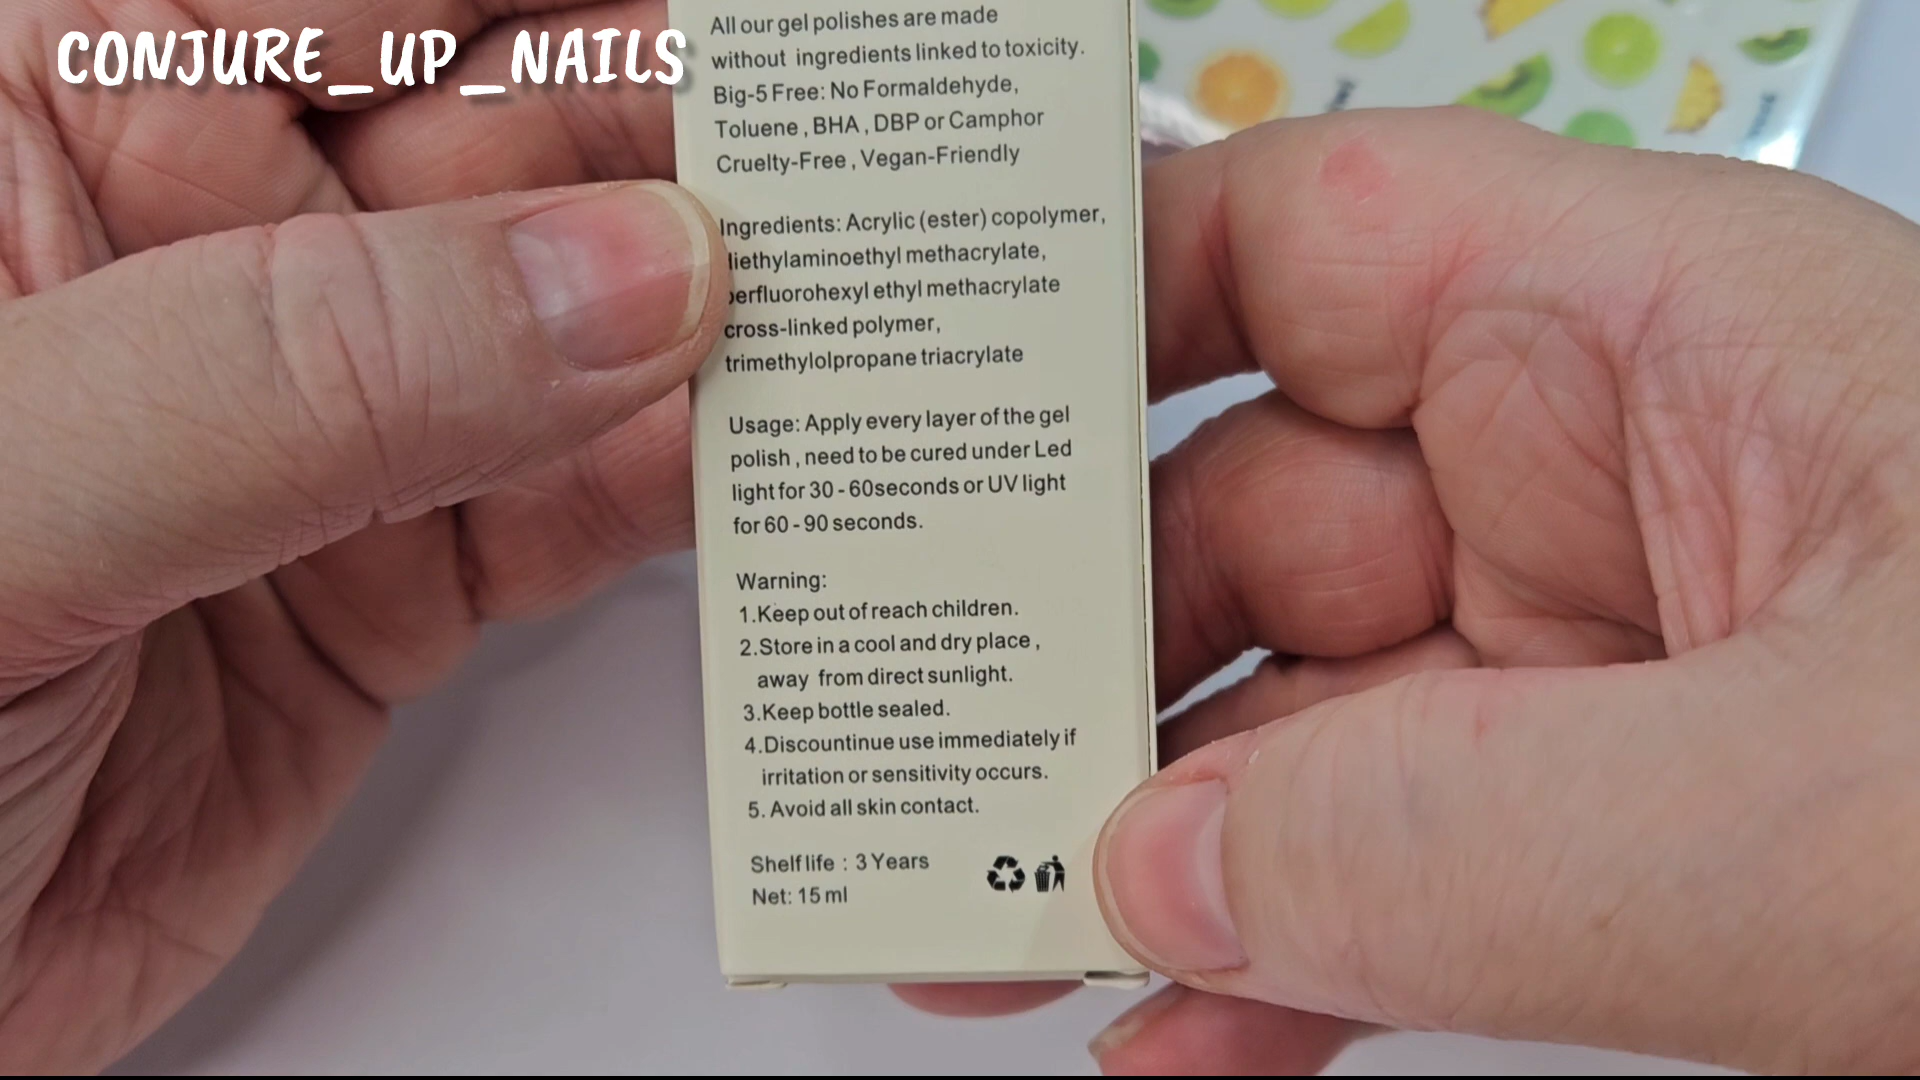 CONJURE_UP_NAILS
All our gel polishes are made
without ingredients linked to toxicity.
Big-5 Free: No Formaldehyde,
Toluene , BHA , DBP or Camphor
Cruelty-Free , Vegan-Friendly
Ingredients: Acrylic (ester) copolymer,
liethylaminoethyl methacrylate,
erfluorohexyl ethyl methacrylate
cross-linked polymer,
trimethylolpropane triacrylate
Usage: Apply every layer of the gel
polish , need to be cured under Led
light for 30 - 60seconds or UV light
for 60 - 90 seconds.
Warning:
1.Keep out of reach children.
2.Store in a cool and dry place ,
away from direct sunlight.
3.Keep bottle sealed.
4.Discountinue use immediately if
irritation or sensitivity occurs.
5. Avoid all skin contact.
Shelf life : 3 Years
Net: 15 ml